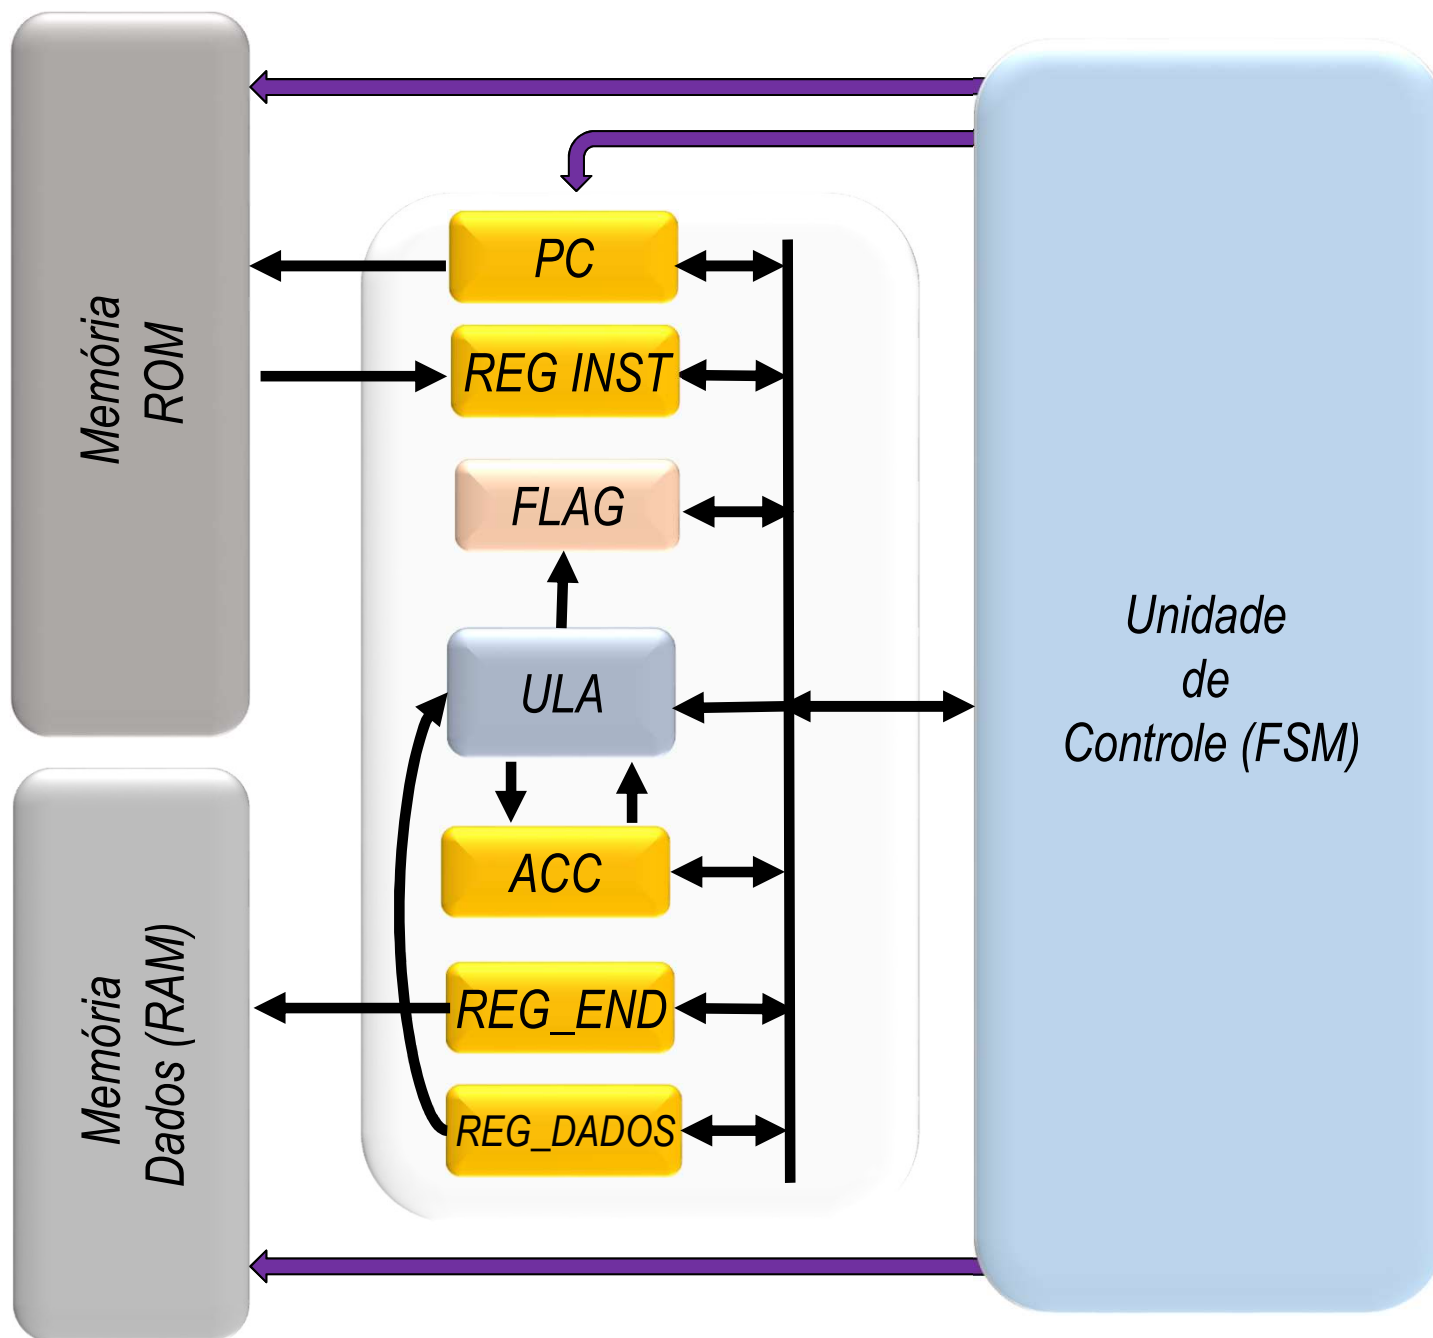 Memória
ROM
PC
REG INST
FLAG
ULA
ACC
REG_END
REG_DADOS
Memória
Dados (RAM)
Unidade
de
Controle (FSM)